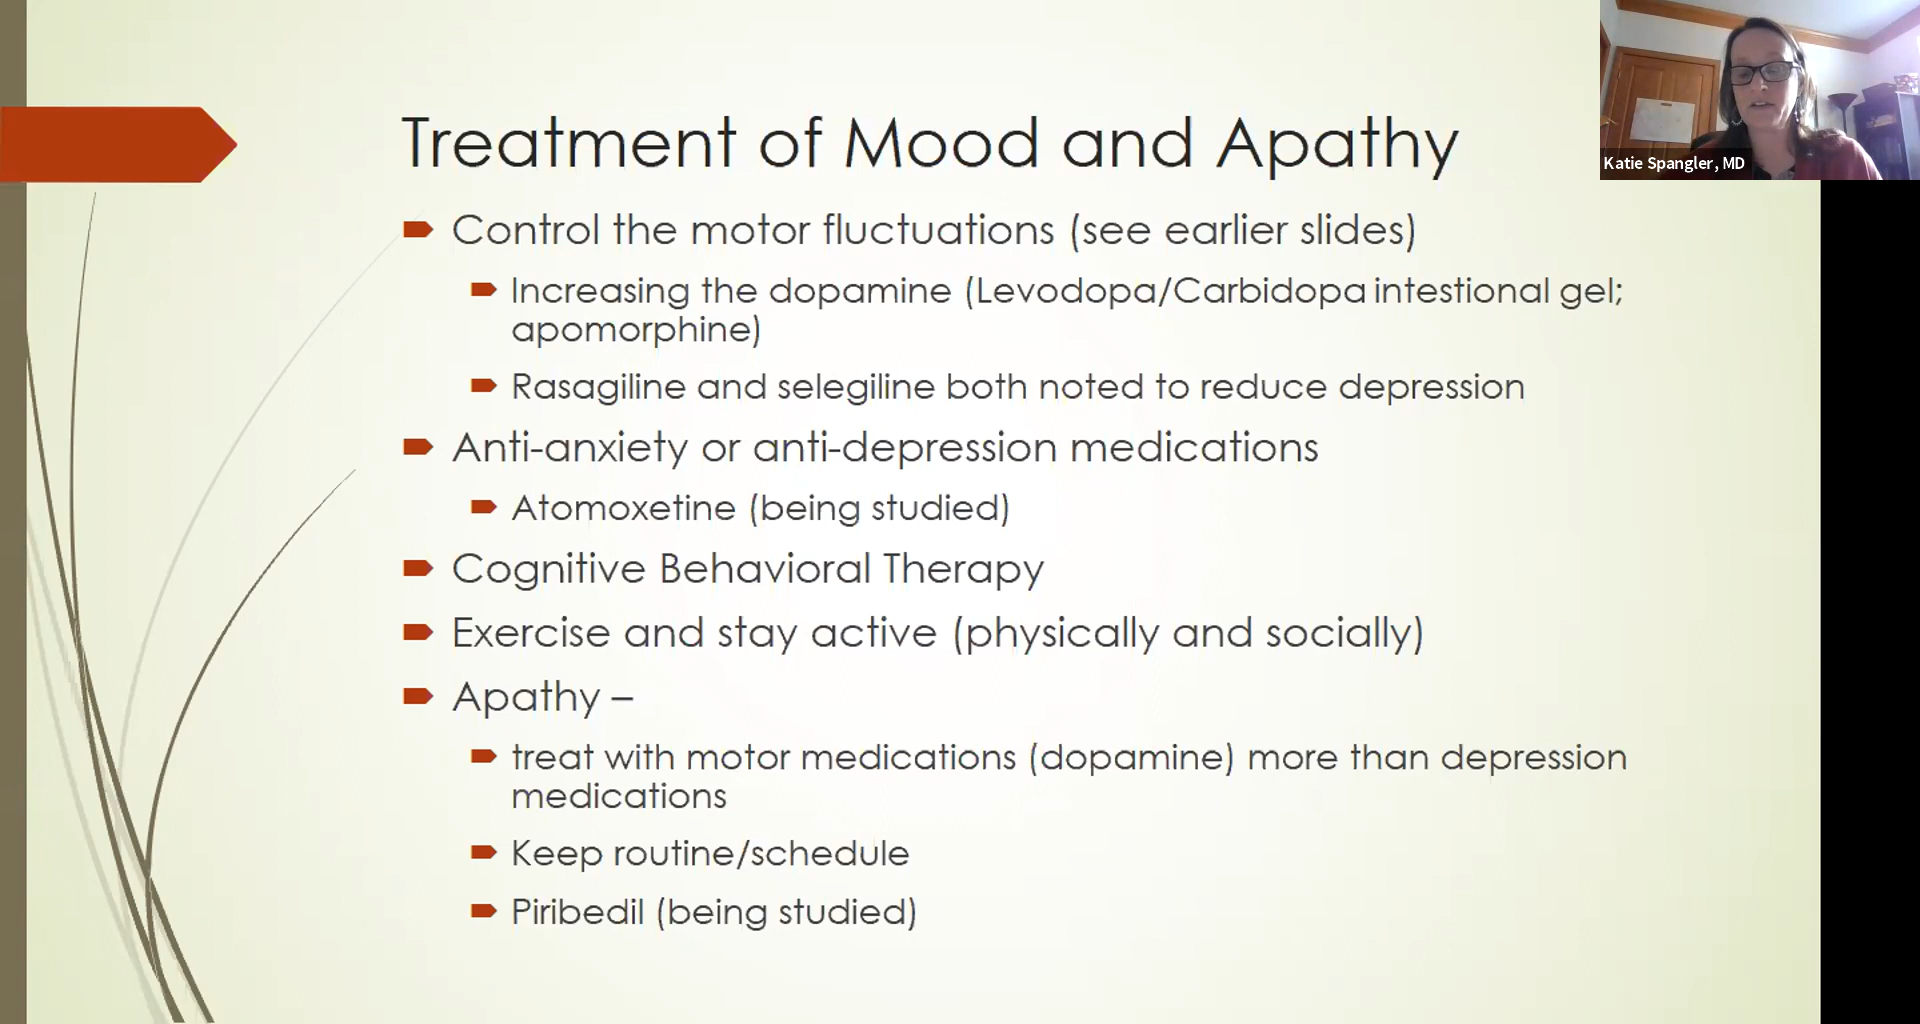 Treatment of Mood and Apathy
Katie Spangler, MD
Control the motor fluctuations (see earlier slides)
Increasing the dopamine (Levodopa/Carbidopa intestional gel;
apomorphine)
Rasagiline and selegiline both noted to reduce depression
Anti-anxiety or anti-depression medications
Atomoxetine (being studied)
Cognitive Behavioral Therapy
Exercise and stay active (physically and socially)
Apathy –
treat with motor medications (dopamine) more than depression
medications
Keep routine/schedule
Piribedil (being studied)